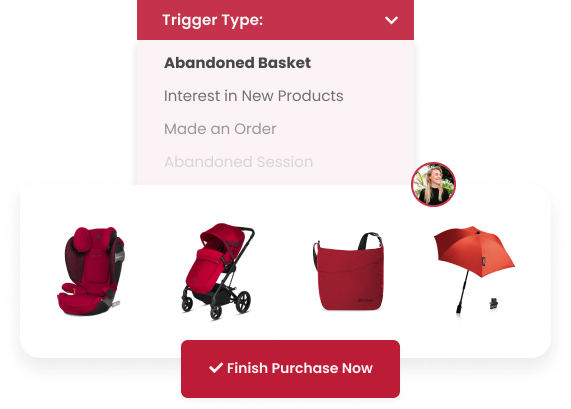 Trigger Type:
Abandoned Basket
Interest in New Products
Made an Order
Abandoned Session
Finish Purchase Now